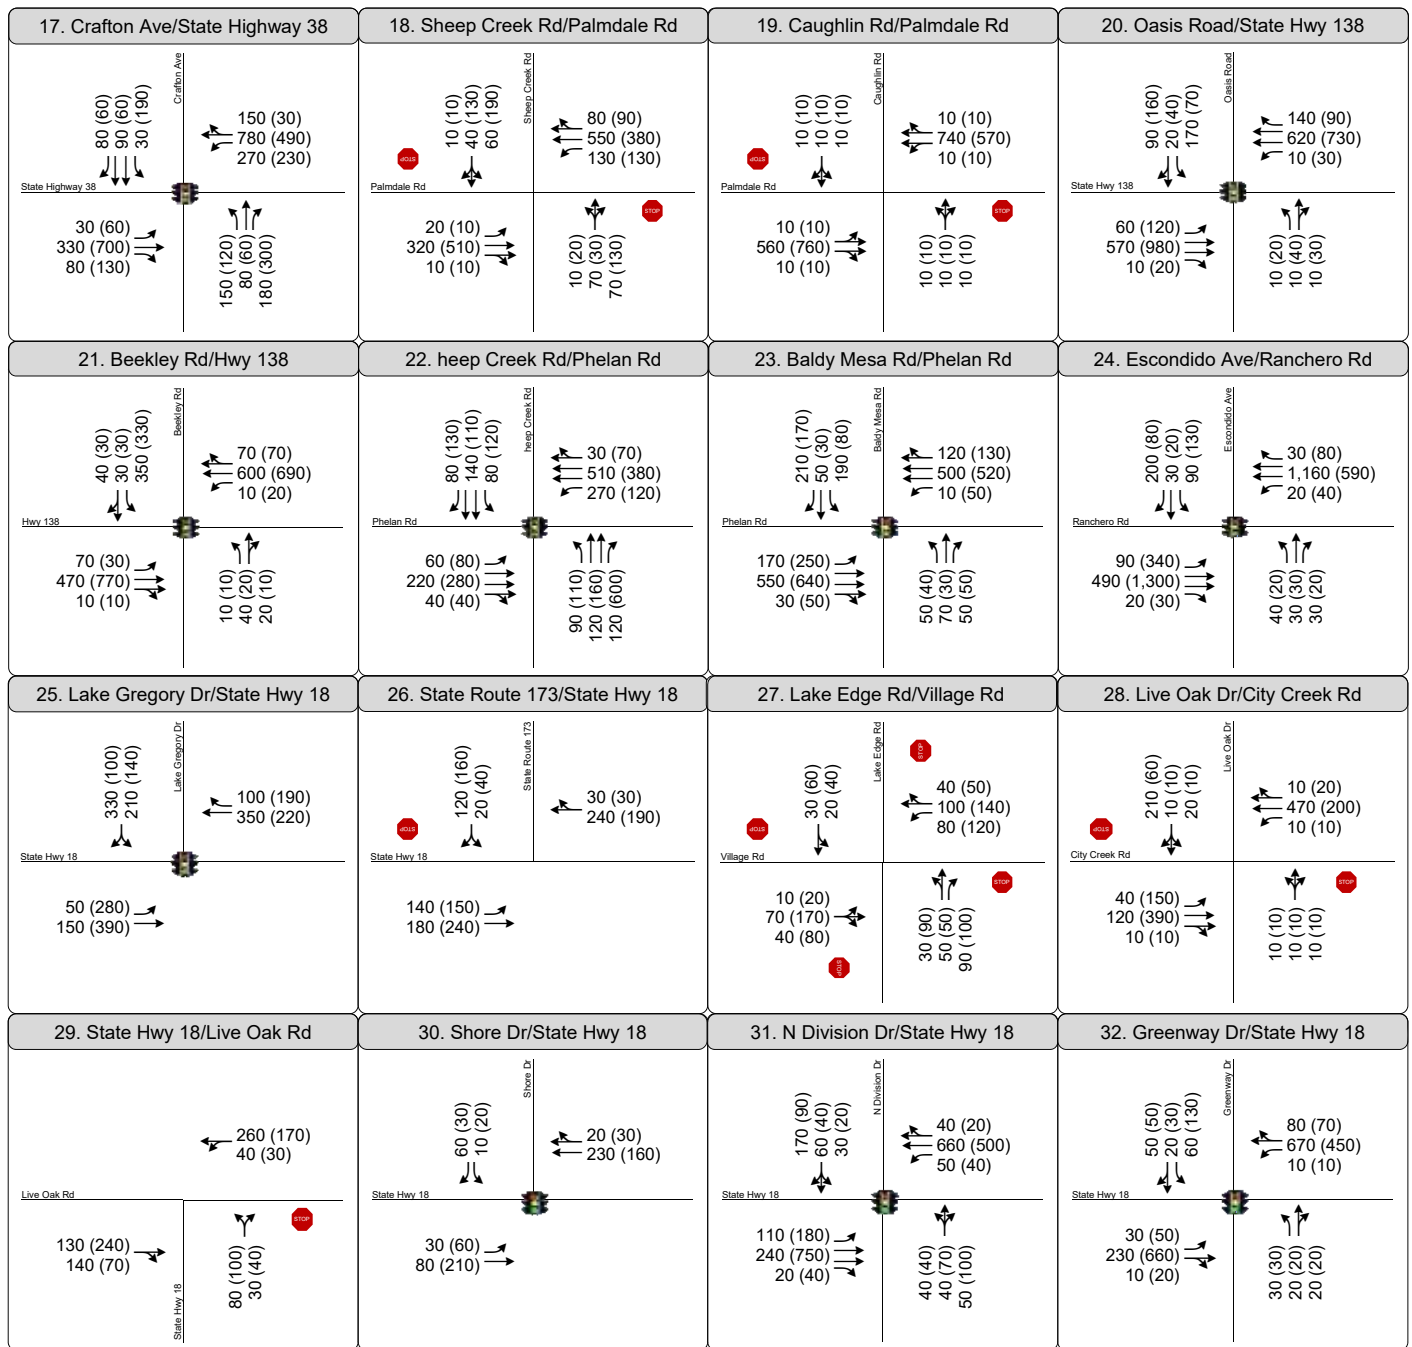 17. Crafton Ave/State Highway 38
80 (60)
90 (60)
30 (190)
Crafton Ave
150 (30)
780 (490)
270 (230)
State Highway 38
30 (60)
330 (700)
80 (130)
150 (120)
80 (60)
180 (300)
18. Sheep Creek Rd/Palmdale Rd
10 (10)
40 (130)
60 (190)
Sheep Creek Rd
80 (90)
550 (380)
130 (130)
STOP
Palmdale Rd
STOP
20 (10)
320 (510)
10 (10)
10 (20)
70 (30)
70 (130)
19. Caughlin Rd/Palmdale Rd
10 (10)
10 (10)
10 (10)
Caughlin Rd
10 (10)
740 (570)
10 (10)
STOP
Palmdale Rd
STOP
10 (10)
560 (760)
10 (10)
10 (10)
10 (10)
10 (10)
20. Oasis Road/State Hwy 138
90 (160)
20 (40)
170 (70)
Oasis Road
140 (90)
620 (730)
10 (30)
State Hwy 138
60 (120)
570 (980)
10 (20)
10 (20)
10 (40)
10 (30)
21. Beekley Rd/Hwy 138
40 (30)
30 (30)
350 (330)
Beekley Rd
70 (70)
600 (690)
10 (20)
Hwy 138
70 (30)
470 (770)
10 (10)
10 (10)
40 (20)
20 (10)
22. heep Creek Rd/Phelan Rd
80 (130)
140 (110)
80 (120)
heep Creek Rd
30 (70)
510 (380)
270 (120)
Phelan Rd
60 (80)
220 (280)
40 (40)
90 (110)
120 (160)
120 (600)
23. Baldy Mesa Rd/Phelan Rd
210 (170)
50 (30)
190 (80)
Baldy Mesa Rd
120 (130)
500 (520)
10 (50)
Phelan Rd
170 (250)
550 (640)
30 (50)
50 (40)
70 (30)
50 (50)
24. Escondido Ave/Ranchero Rd
200 (80)
30 (20)
90 (130)
Escondido Ave
30 (80)
1,160 (590)
20 (40)
Ranchero Rd
90 (340)
490 (1,300)
20 (30)
40 (20)
30 (30)
30 (20)
25. Lake Gregory Dr/State Hwy 18
330 (100)
210 (140)
Lake Gregory Dr
100 (190)
350 (220)
State Hwy 18
50 (280)
150 (390)
26. State Route 173/State Hwy 18
120 (160)
20 (40)
State Route 173
30 (30)
240 (190)
STOP
State Hwy 18
140 (150)
180 (240)
27. Lake Edge Rd/Village Rd
30 (60)
20 (40)
Lake Edge Rd
STOP
40 (50)
100 (140)
80 (120)
STOP
Village Rd
STOP
10 (20)
70 (170)
40 (80)
STOP
30 (90)
50 (50)
90 (100)
28. Live Oak Dr/City Creek Rd
210 (60)
10 (10)
20 (10)
Live Oak Dr
10 (20)
470 (200)
10 (10)
STOP
City Creek Rd
STOP
40 (150)
120 (390)
10 (10)
10 (10)
10 (10)
10 (10)
29. State Hwy 18/Live Oak Rd
260 (170)
40 (30)
Live Oak Rd
STOP
130 (240)
140 (70)
State Hwy 18
80 (100)
30 (40)
30. Shore Dr/State Hwy 18
60 (30)
10 (20)
Shore Dr
20 (30)
230 (160)
State Hwy 18
30 (60)
80 (210)
31. N Division Dr/State Hwy 18
170 (90)
60 (40)
30 (20)
N Division Dr
40 (20)
660 (500)
50 (40)
State Hwy 18
110 (180)
240 (750)
20 (40)
40 (40)
40 (70)
50 (100)
32. Greenway Dr/State Hwy 18
50 (50)
20 (30)
60 (130)
Greenway Dr
80 (70)
670 (450)
10 (10)
State Hwy 18
30 (50)
230 (660)
10 (20)
30 (30)
20 (20)
20 (20)